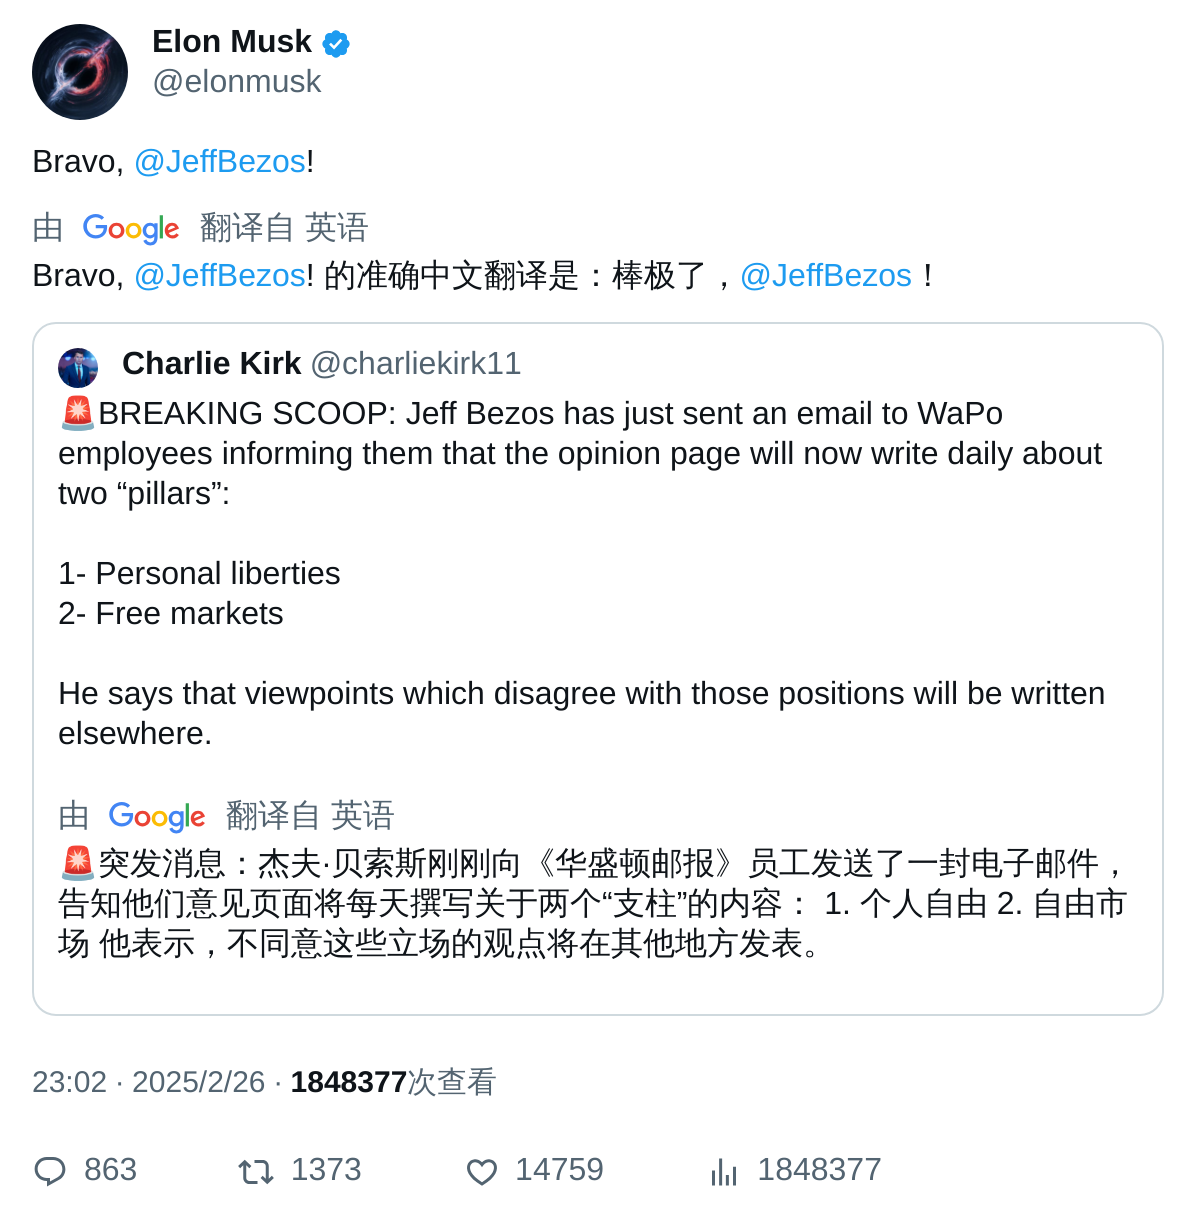 Elon Musk
@elonmusk
Bravo, @JeffBezos!
由 Google 翻译自 英语
Bravo, @JeffBezos! 的准确中文翻译是：棒极了，@JeffBezos！
Charlie Kirk @charliekirk11
🚨BREAKING SCOOP: Jeff Bezos has just sent an email to WaPo
employees informing them that the opinion page will now write daily about
two “pillars”:
1- Personal liberties
2- Free markets
He says that viewpoints which disagree with those positions will be written
elsewhere.
由 Google 翻译自 英语
🚨突发消息：杰夫·贝索斯刚刚向《华盛顿邮报》员工发送了一封电子邮件，
告知他们意见页面将每天撰写关于两个“支柱”的内容： 1. 个人自由 2. 自由市
场 他表示，不同意这些立场的观点将在其他地方发表。
23:02 · 2025/2/26 · 1848377次查看
863 1373 14759 1848377